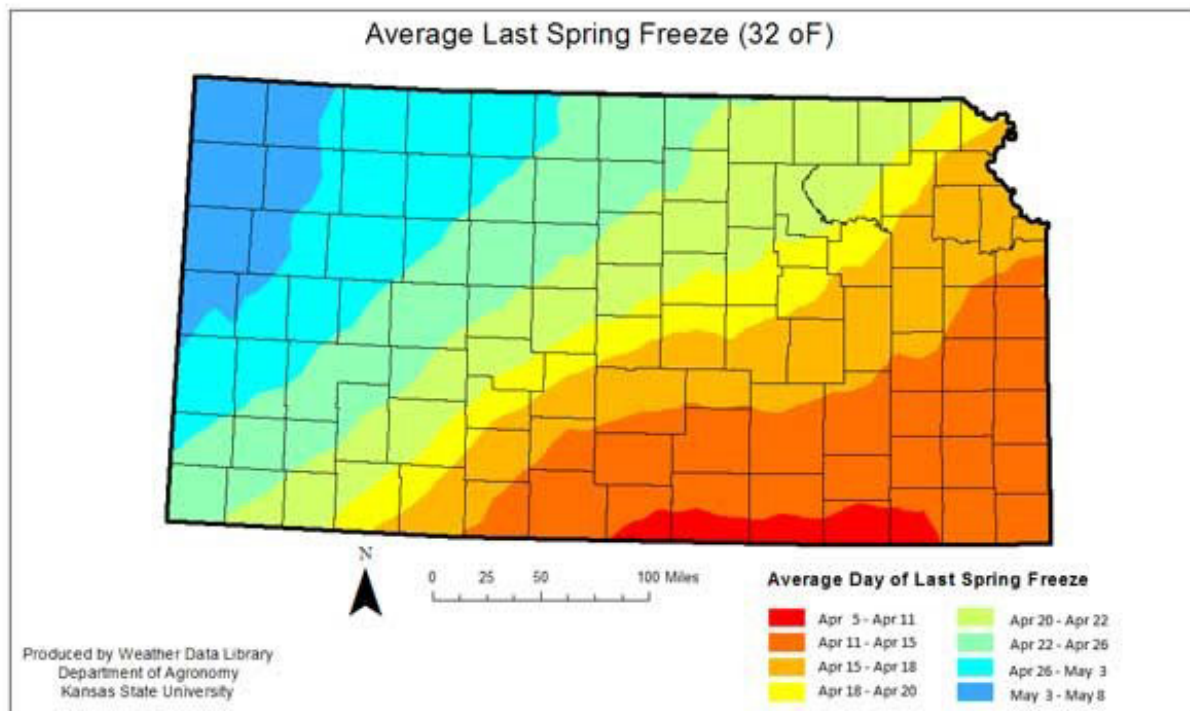 Average Last Spring Freeze (32 oF)
N
0 25 50 100 Miles
Produced by Weather Data Library
Department of Agronomy
Kansas State University
Average Day of Last Spring Freeze
Apr 5 - Apr 11
Apr 11 - Apr 15
Apr 15 - Apr 18
Apr 18 - Apr 20
Apr 20 - Apr 22
Apr 22 - Apr 26
Apr 26 - May 3
May 3 - May 8